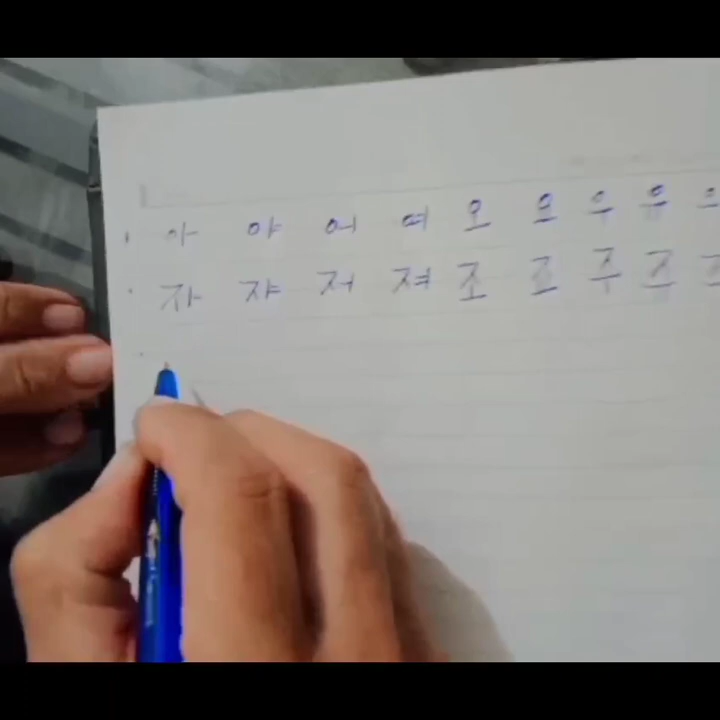 아 야 어 여 오 요 우 유
자 쟈 저 져 조 죠 주 쥬